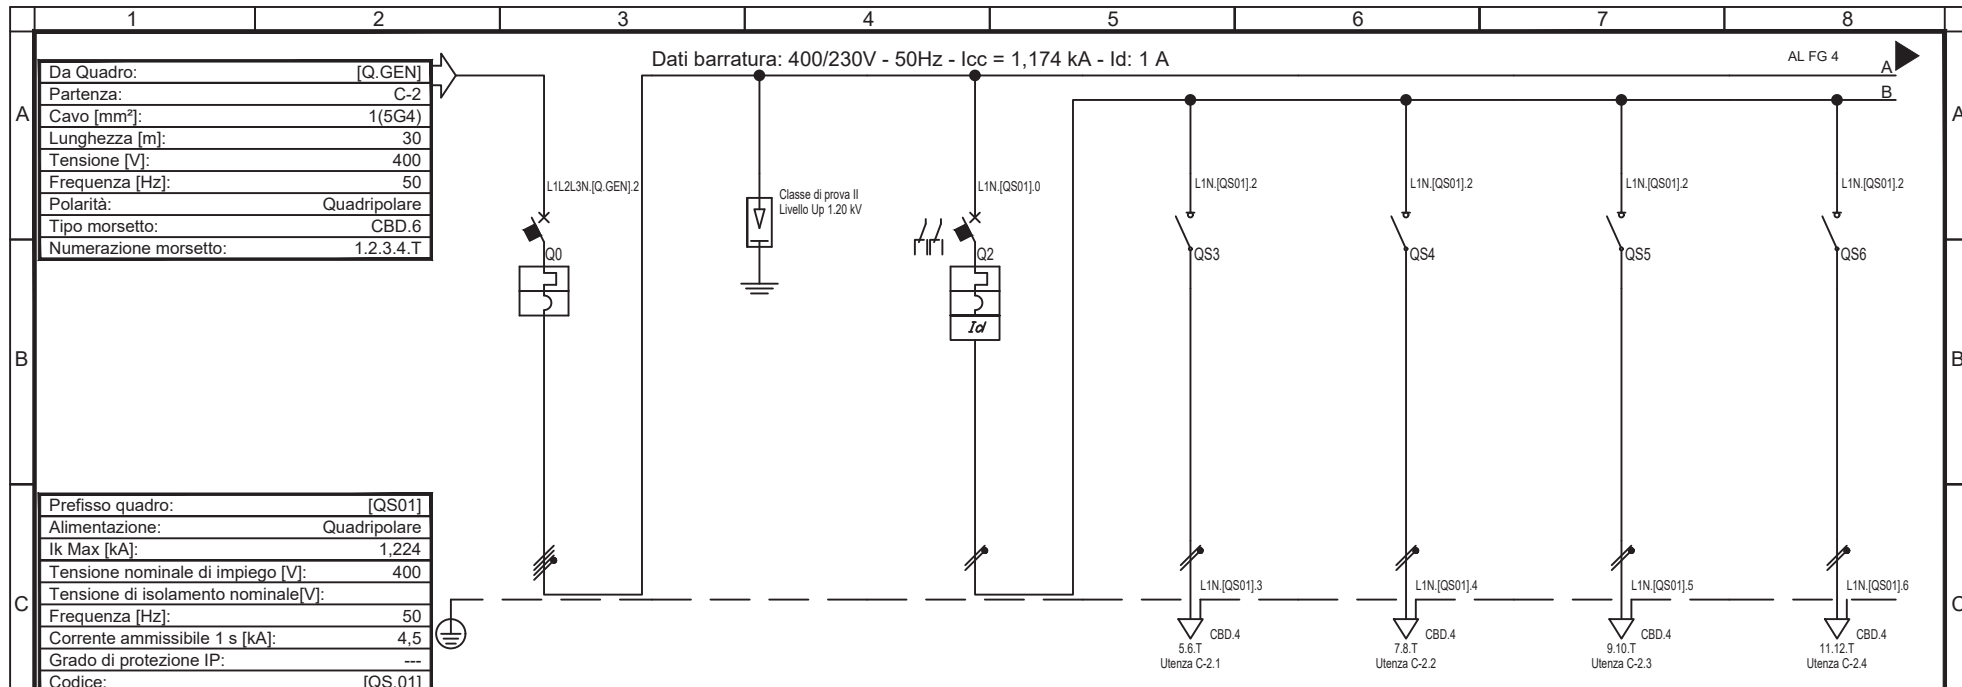 1 2 3 4 5 6 7 8
Dati barratura: 400/230V - 50Hz - Icc = 1,174 kA - Id: 1 A
AL FG 4
A
B
A
A
Da Quadro: [Q.GEN]
Partenza: C-2
Cavo [mm²]: 1(5G4)
Lunghezza [m]: 30
Tensione [V]: 400
Frequenza [Hz]: 50
Polarità: Quadripolare
Tipo morsetto: CBD.6
Numerazione morsetto: 1.2.3.4.T
L1L2L3N.[Q.GEN].2
Classe di prova II
Livello Up 1.20 kV
L1N.[QS01].0
L1N.[QS01].2
L1N.[QS01].2
L1N.[QS01].2
L1N.[QS01].2
Q0
Q2
QS3
QS4
QS5
QS6
Id
B
B
Prefisso quadro: [QS01]
Alimentazione: Quadripolare
Ik Max [kA]: 1,224
Tensione nominale di impiego [V]: 400
Tensione di isolamento nominale[V]:
Frequenza [Hz]: 50
Corrente ammissibile 1 s [kA]: 4,5
Grado di protezione IP: ---
Codice: [QS.01]
C
C
L1N.[QS01].3
L1N.[QS01].4
L1N.[QS01].5
L1N.[QS01].6
CBD.4
CBD.4
CBD.4
CBD.4
5.6.T
Utenza C-2.1
7.8.T
Utenza C-2.2
9.10.T
Utenza C-2.3
11.12.T
Utenza C-2.4